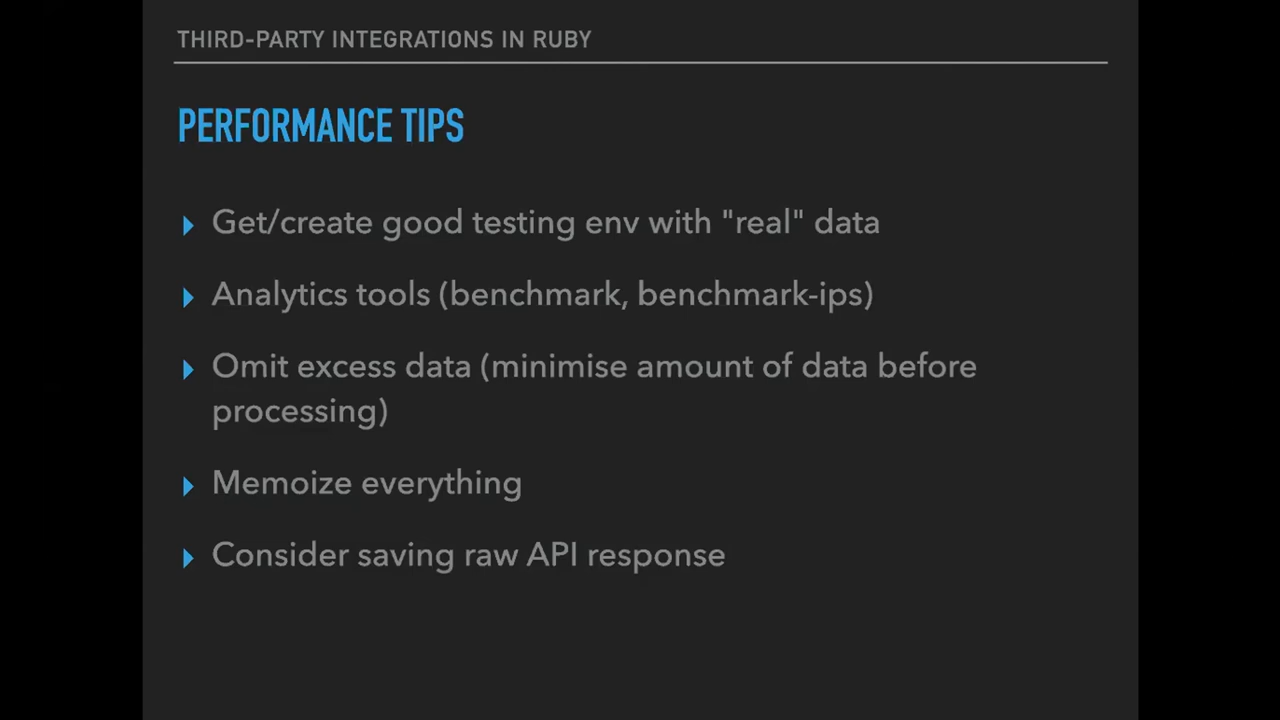 THIRD-PARTY INTEGRATIONS IN RUBY
PERFORMANCE TIPS
Get/create good testing env with "real" data
Analytics tools (benchmark, benchmark-ips)
Omit excess data (minimise amount of data before
processing)
Memoize everything
Consider saving raw API response